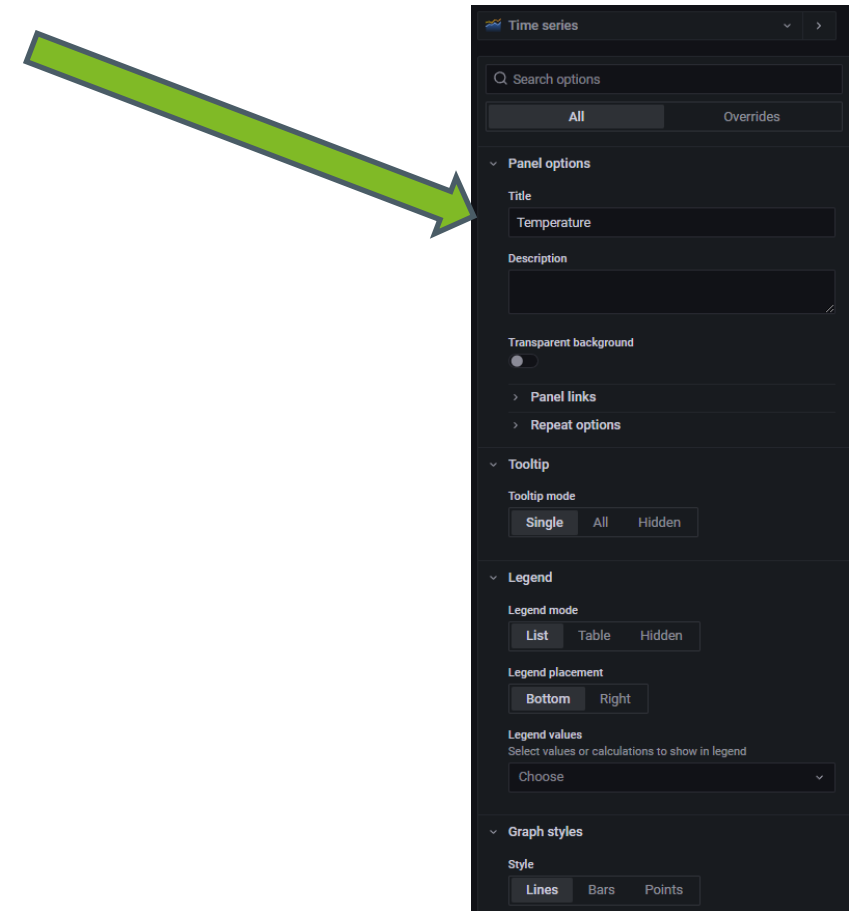 Time series
Search options
All Overrides
Panel options
Title
Temperature
Description
Transparent background
Panel links
Repeat options
Tooltip
Tooltip mode
Single All Hidden
Legend
Legend mode
List Table Hidden
Legend placement
Bottom Right
Legend values
Select values or calculations to show in legend
Choose
Graph styles
Style
Lines Bars Points